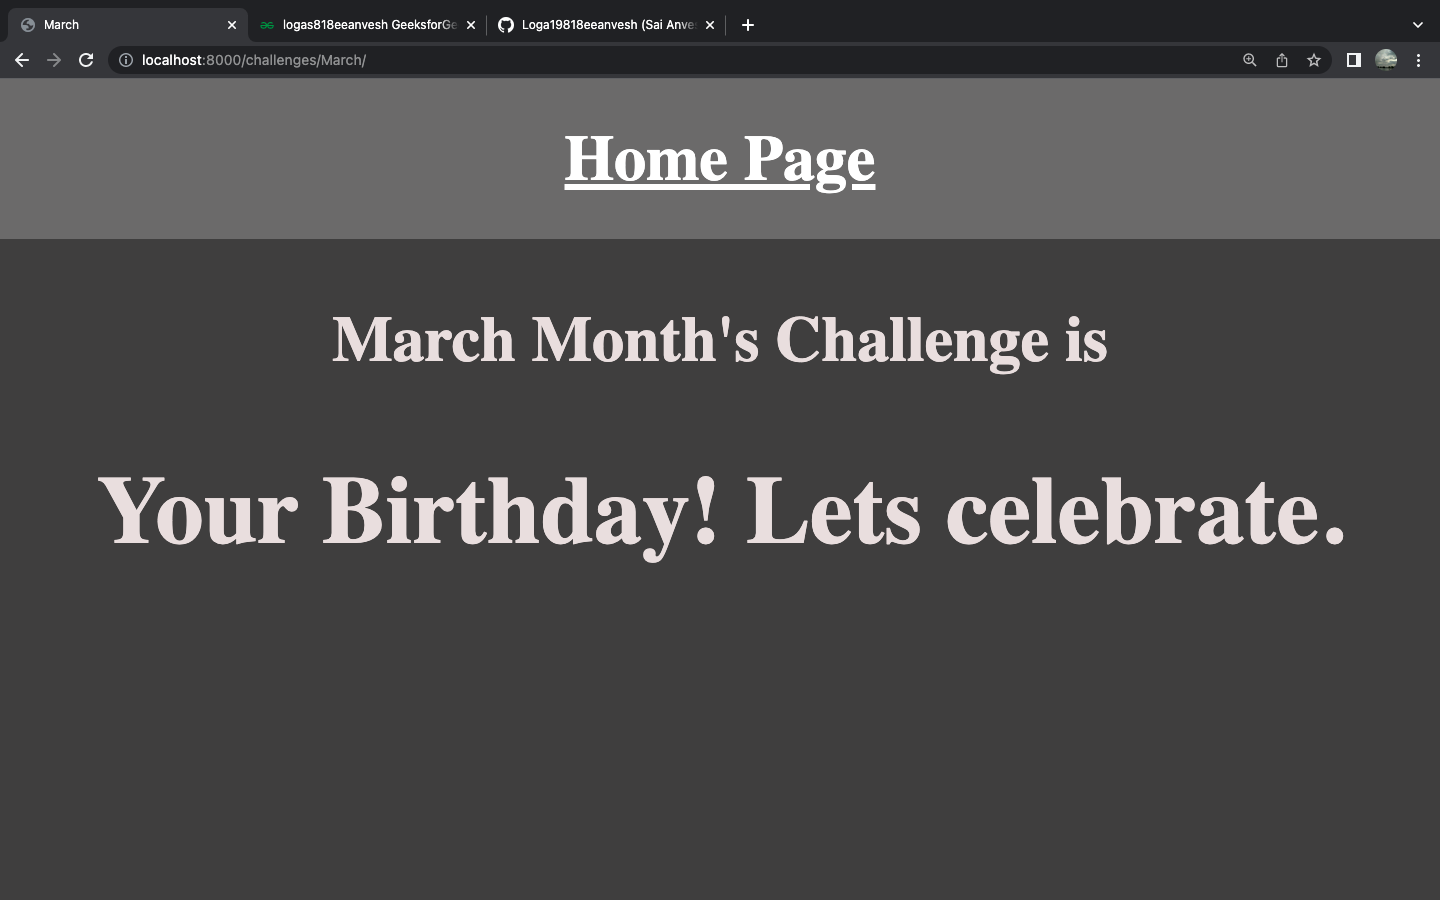 March
logas818eeanvesh GeeksforGe
Loga19818eeanvesh (Sai Anve
localhost:8000/challenges/March/
Home Page
March Month's Challenge is
Your Birthday! Lets celebrate.